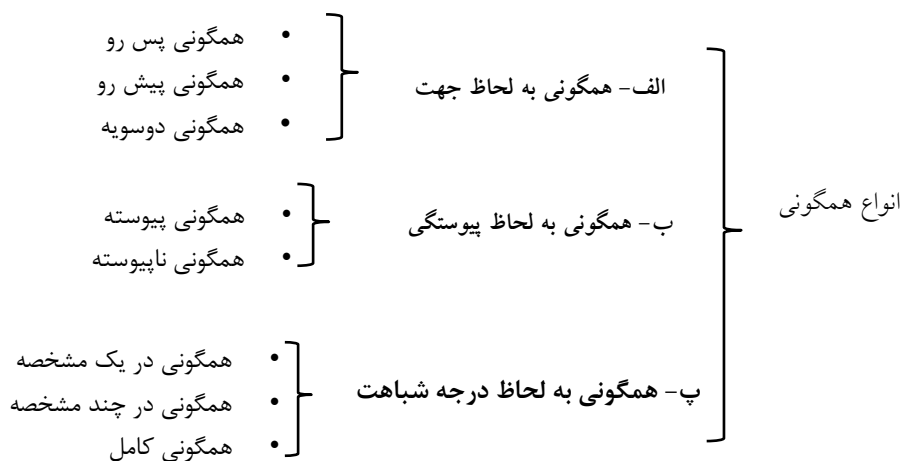 انواع همگونی
الف- همگونی به لحاظ جهت
• همگونی پس رو
• همگونی پیش رو
• همگونی دوسویه
ب- همگونی به لحاظ پیوستگی
• همگونی پیوسته
• همگونی ناپیوسته
پ- همگونی به لحاظ درجه شباهت
• همگونی در یک مشخصه
• همگونی در چند مشخصه
• همگونی کامل